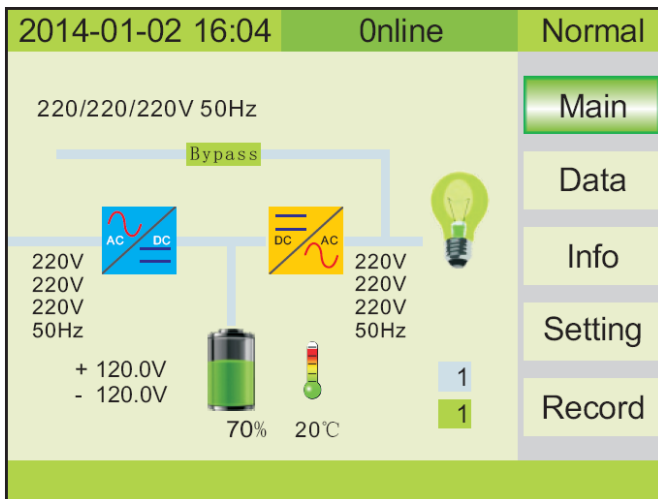 2014-01-02 16:04 0nline Normal
220/220/220V 50Hz
Bypass
AC DC
DC AC
220V
220V
220V
50Hz
220V
220V
220V
50Hz
+ 120.0V
- 120.0V
70%
20℃
1
1
Main
Data
Info
Setting
Record